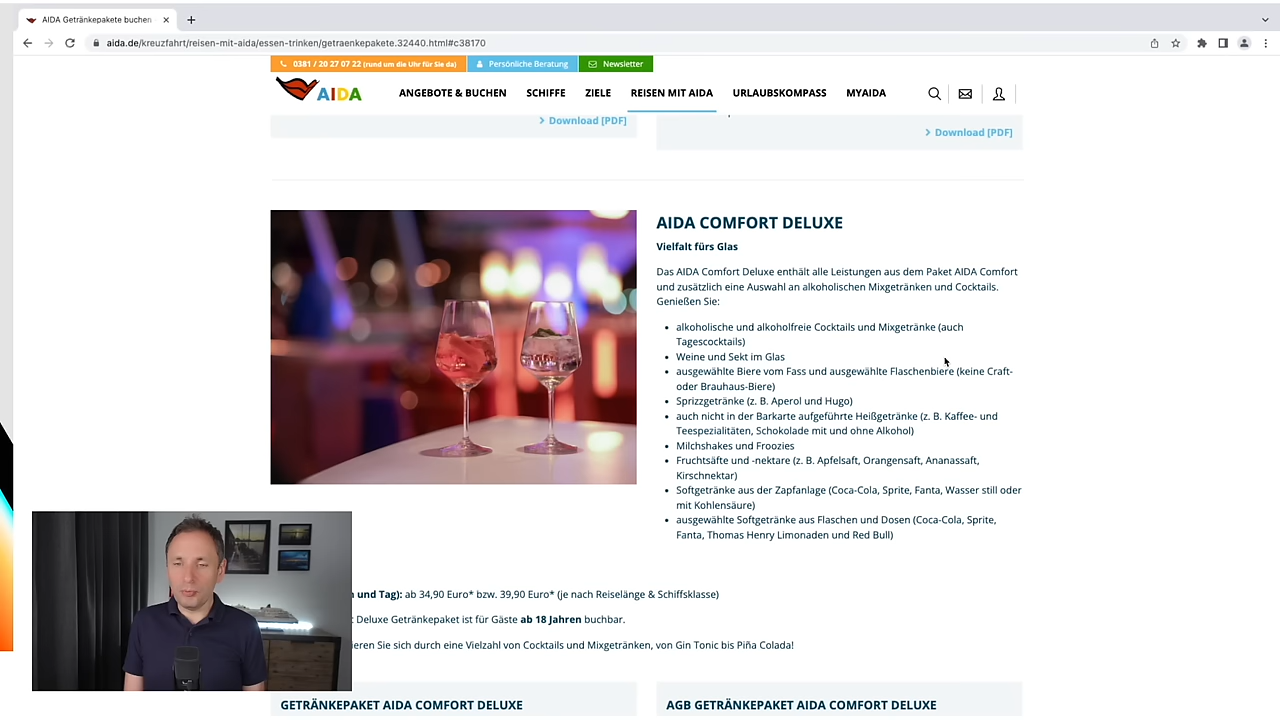 AIDA Getränkepakete buchen
aida.de/kreuzfahrt/reisen-mit-aida/essen-trinken/getraenkepakete.32440.html#c38170
0381 / 20 27 07 22 (rund um die Uhr für Sie da)
Persönliche Beratung
Newsletter
AIDA
ANGEBOTE & BUCHEN
SCHIFFE
ZIELE
REISEN MIT AIDA
URLAUBSKOMPASS
MYAIDA
Download [PDF]
Download [PDF]
AIDA COMFORT DELUXE
Vielfalt fürs Glas
Das AIDA Comfort Deluxe enthält alle Leistungen aus dem Paket AIDA Comfort
und zusätzlich eine Auswahl an alkoholischen Mixgetränken und Cocktails.
Genießen Sie:
• alkoholische und alkoholfreie Cocktails und Mixgetränke (auch
Tagescocktails)
• Weine und Sekt im Glas
• ausgewählte Biere vom Fass und ausgewählte Flaschenbiere (keine Craft-
oder Brauhaus-Biere)
• Sprizzgetränke (z. B. Aperol und Hugo)
• auch nicht in der Barkarte aufgeführte Heißgetränke (z. B. Kaffee- und
Teespezialitäten, Schokolade mit und ohne Alkohol)
• Milchshakes und Froozies
• Fruchtsäfte und -nektare (z. B. Apfelsaft, Orangensaft, Ananassaft,
Kirschnektar)
• Softgetränke aus der Zapfanlage (Coca-Cola, Sprite, Fanta, Wasser still oder
mit Kohlensäure)
• ausgewählte Softgetränke aus Flaschen und Dosen (Coca-Cola, Sprite,
Fanta, Thomas Henry Limonaden und Red Bull)
und Tag): ab 34,90 Euro* bzw. 39,90 Euro* (je nach Reiselänge & Schiffsklasse)
Deluxe Getränkepaket ist für Gäste ab 18 Jahren buchbar.
ieren Sie sich durch eine Vielzahl von Cocktails und Mixgetränken, von Gin Tonic bis Piña Colada!
GETRÄNKEPAKET AIDA COMFORT DELUXE
AGB GETRÄNKEPAKET AIDA COMFORT DELUXE